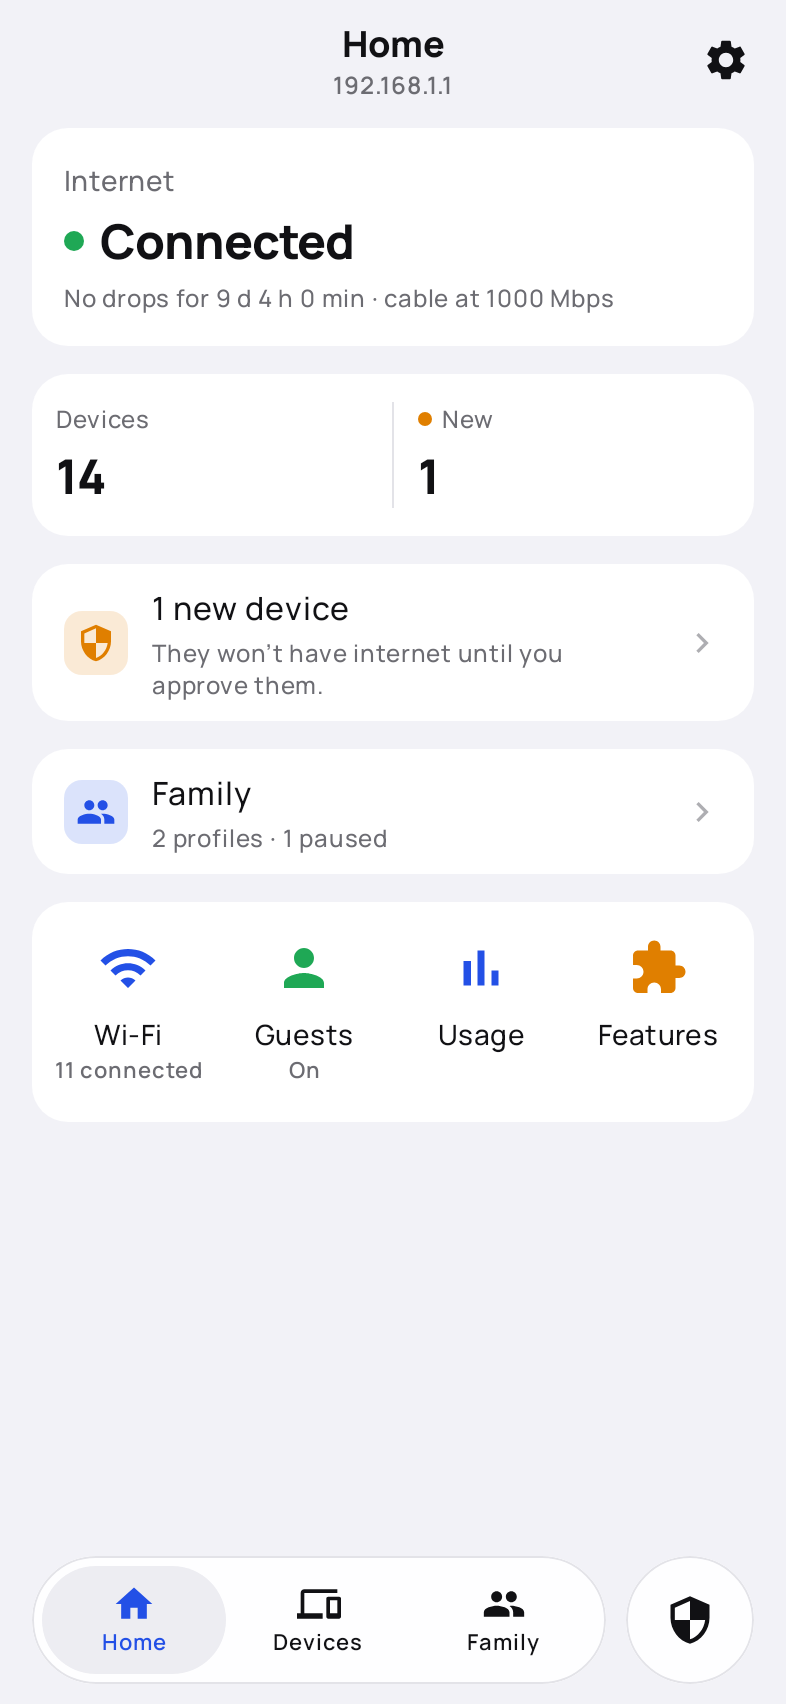 Home
192.168.1.1
Internet
Connected
No drops for 9 d 4 h 0 min · cable at 1000 Mbps
Devices
14
New
1
1 new device
They won’t have internet until you
approve them.
Family
2 profiles · 1 paused
Wi-Fi
11 connected
Guests
On
Usage
Features
Home
Devices
Family